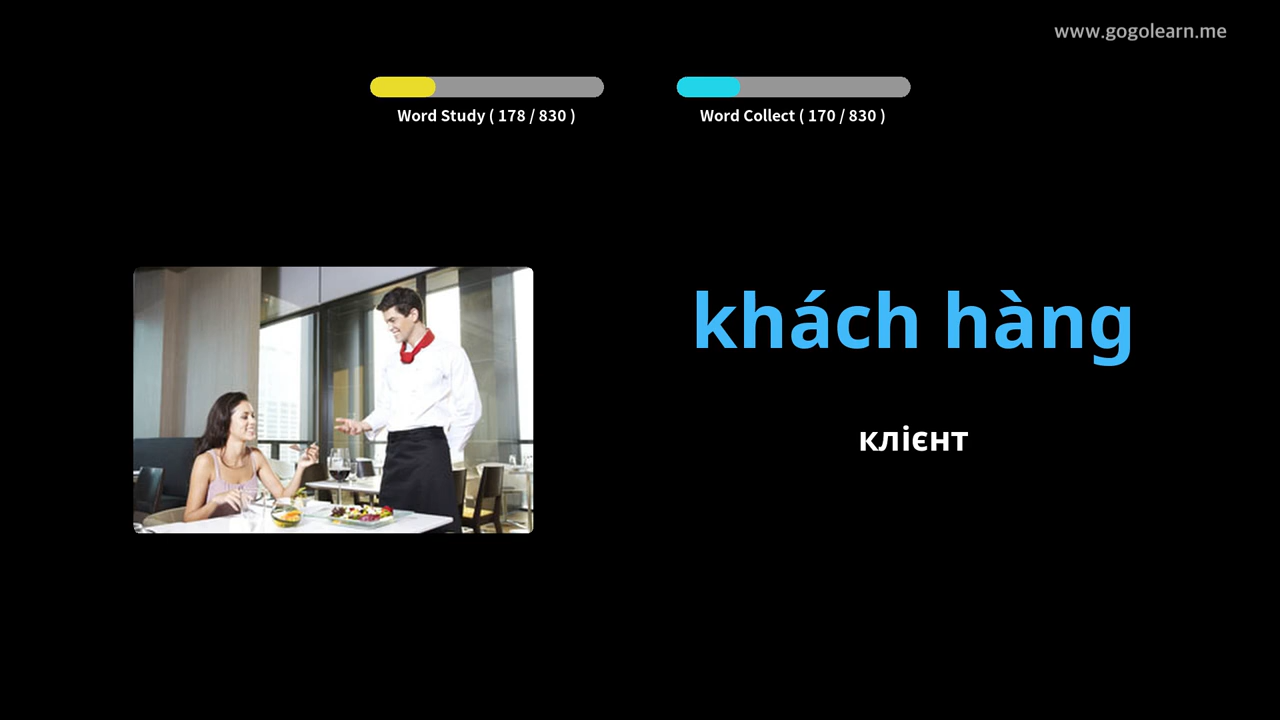 www.gogolearn.me
Word Study ( 178 / 830 )
Word Collect ( 170 / 830 )
khách hàng
клієнт